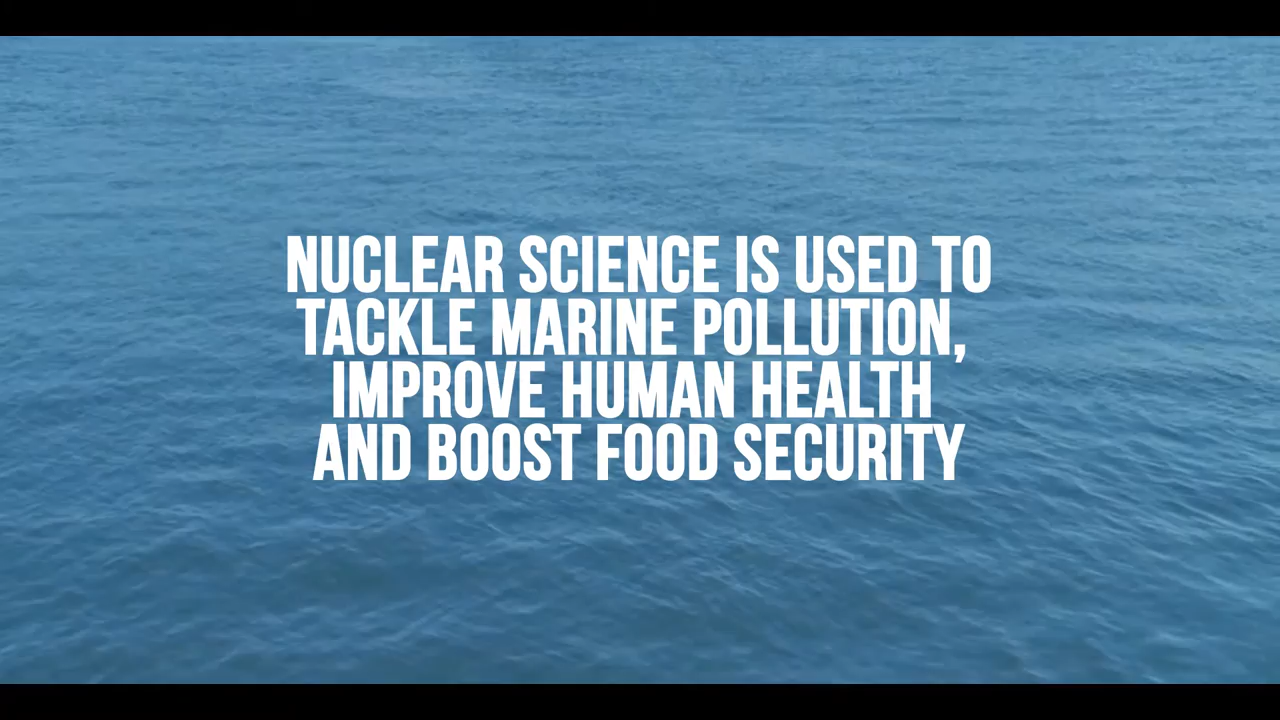 NUCLEAR SCIENCE IS USED TO
TACKLE MARINE POLLUTION,
IMPROVE HUMAN HEALTH
AND BOOST FOOD SECURITY